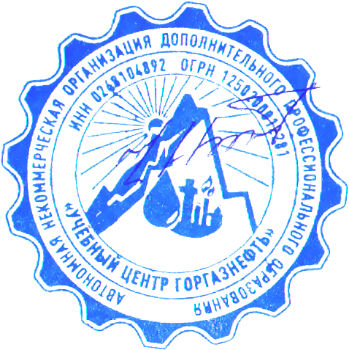 АВТОНОМНАЯ НЕКОММЕРЧЕСКАЯ ОРГАНИЗАЦИЯ ДОПОЛНИТЕЛЬНОГО ПРОФЕССИОНАЛЬНОГО ОБРАЗОВАНИЯ
ИНН 0268104892 ОГРН
«УЧЕБНЫЙ ЦЕНТР ГОРГАЗНЕФТЬ»